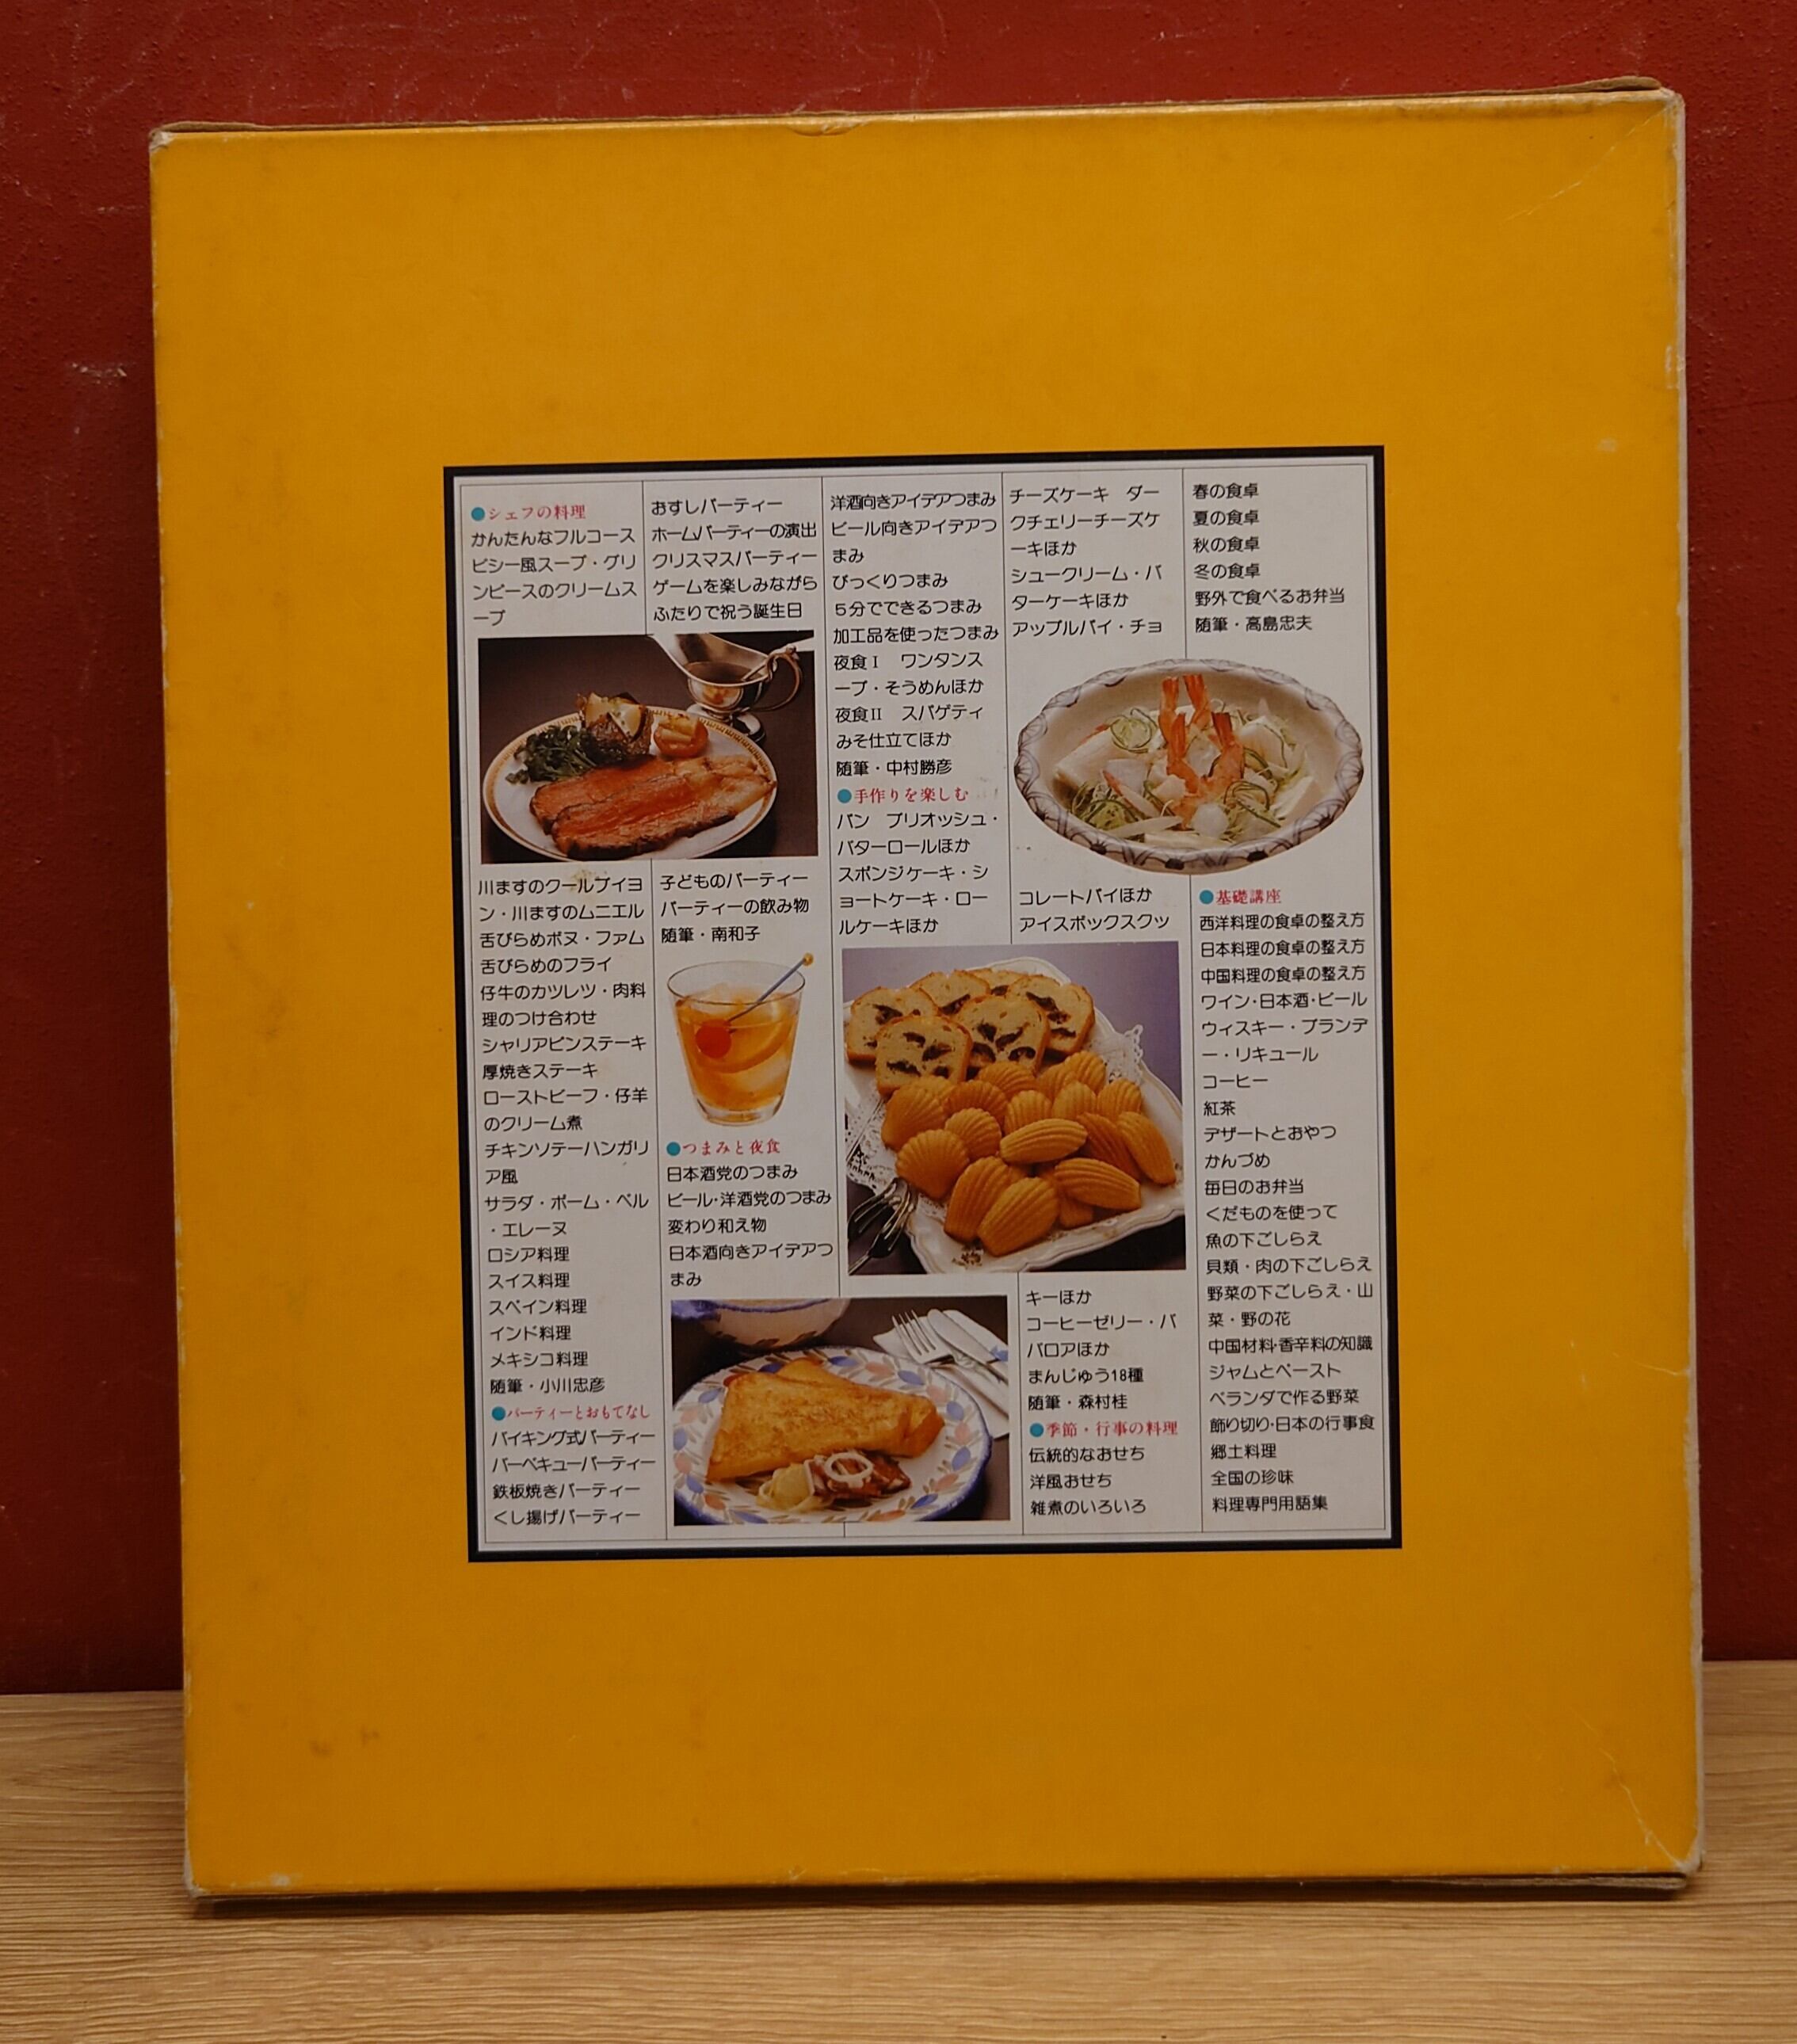 ●シェフの料理
かんたんなフルコース
ビシー風スープ・グリ
ンピースのクリームス
ープ
川ますのクールブイヨ
ン・川ますのムニエル
舌びらめボヌ・ファム
舌びらめのフライ
仔牛のカツレツ・肉料
理のつけ合わせ
シャリアピンステーキ
厚焼きステーキ
ローストビーフ・仔羊
のクリーム煮
チキンソテーハンガリ
ア風
サラダ・ボーム・ベル
・エレーヌ
ロシア料理
スイス料理
スペイン料理
インド料理
メキシコ料理
随筆・小川忠彦
●パーティーとおもてなし
バイキング式パーティー
バーベキューパーティー
鉄板焼きパーティー
くし揚げパーティー
おすしパーティー
ホームパーティーの演出
クリスマスパーティー
ゲームを楽しみながら
ふたりで祝う誕生日
子どものパーティー
パーティーの飲み物
随筆・南和子
●つまみと夜食
日本酒党のつまみ
ビール・洋酒党のつまみ
変わり和え物
日本酒向きアイデアつ
まみ
洋酒向きアイデアつまみ
ビール向きアイデアつ
まみ
びっくりつまみ
5分でできるつまみ
加工品を使ったつまみ
夜食I　ワンタンス
ープ・そうめんほか
夜食II　スパゲティ
みそ仕立てほか
随筆・中村勝彦
●手作りを楽しむ
パン　ブリオッシュ・
バターロールほか
スポンジケーキ・シ
ョートケーキ・ロー
ルケーキほか
チーズケーキ　ダー
クチェリーチーズケ
ーキほか
シュークリーム・バ
ターケーキほか
アップルパイ・チョ
コレートパイほか
アイスボックスクッ
キーほか
コーヒーゼリー・バ
バロアほか
まんじゅう18種
随筆・森村桂
●季節・行事の料理
伝統的なおせち
洋風おせち
雑煮のいろいろ
春の食卓
夏の食卓
秋の食卓
冬の食卓
野外で食べるお弁当
随筆・高島忠夫
●基礎講座
西洋料理の食卓の整え方
日本料理の食卓の整え方
中国料理の食卓の整え方
ワイン・日本酒・ビール
ウィスキー・ブランデ
ー・リキュール
コーヒー
紅茶
デザートとおやつ
かんづめ
毎日のお弁当
くだものを使って
魚の下ごしらえ
貝類・肉の下ごしらえ
野菜の下ごしらえ・山
菜・野の花
中国材料・香辛料の知識
ジャムとペースト
ベランダで作る野菜
飾り切り・日本の行事食
郷土料理
全国の珍味
料理専門用語集